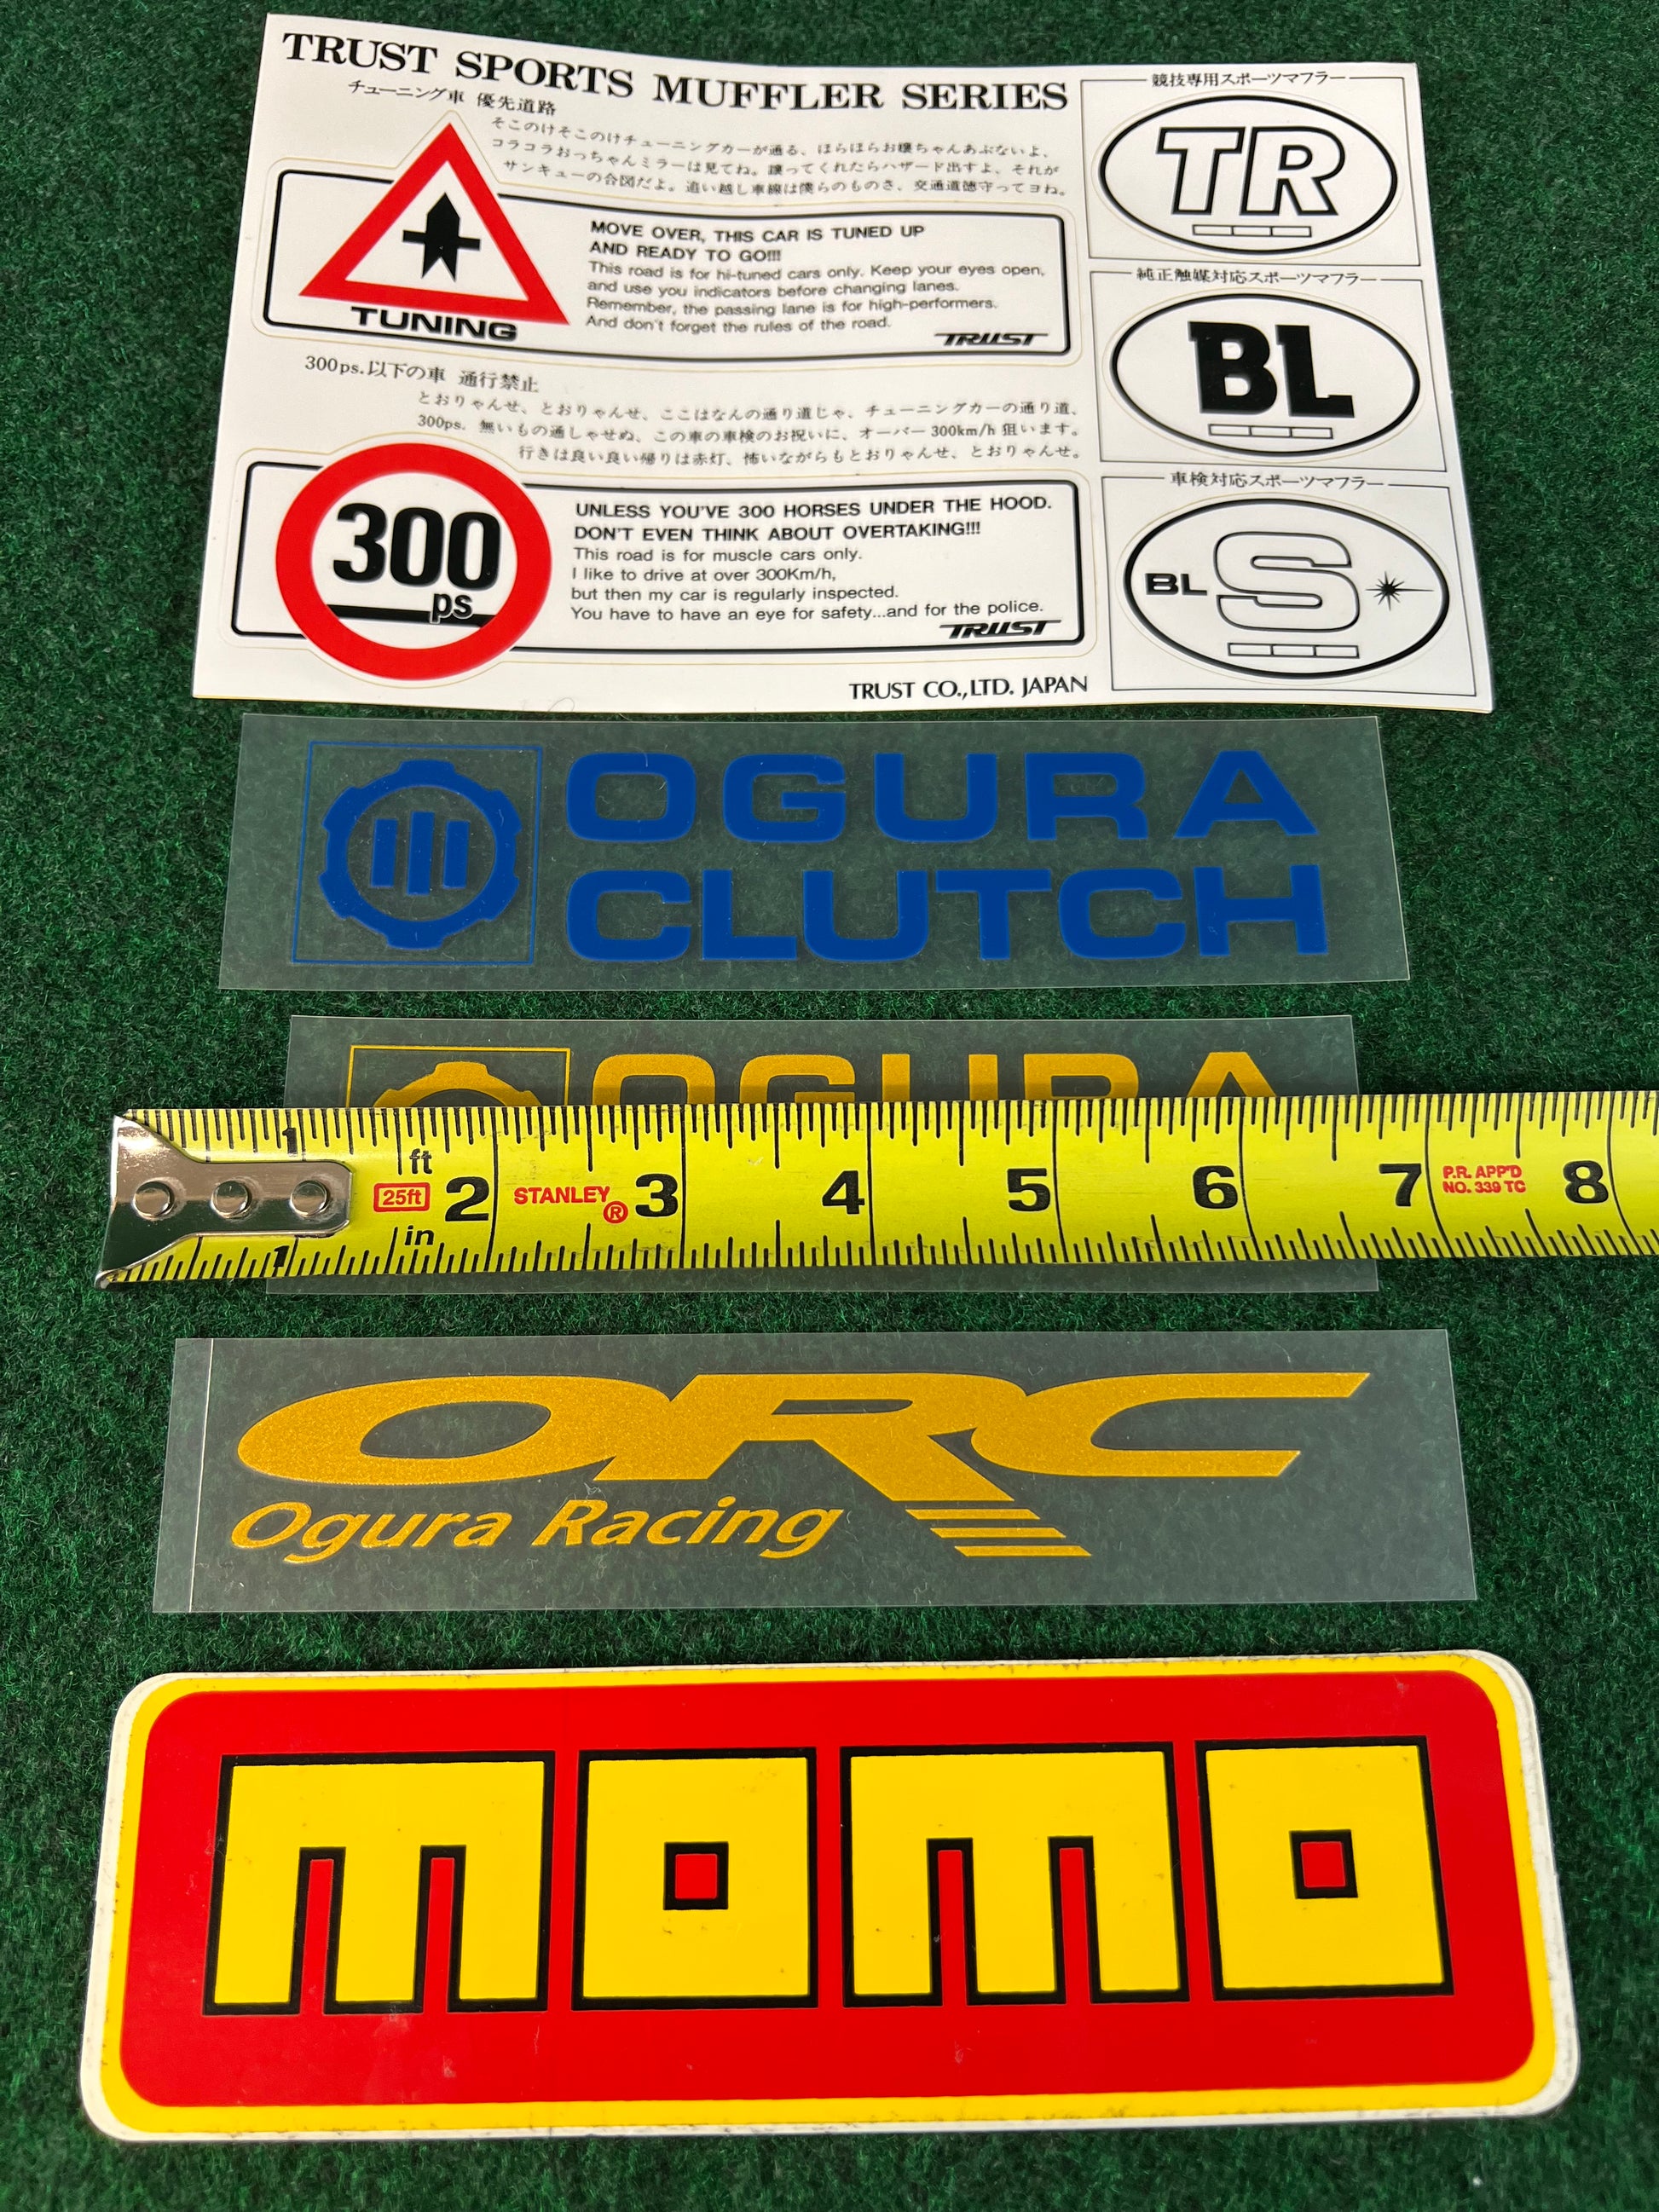 TRUST SPORTS MUFFLER SERIES
チューニング車 優先道路
そこのけそこのけチューニングカーが通る、ほらほらお嬢ちゃんあぶないよ、
コラコラおっちゃんミラーは見てね。譲ってくれたらハザード出すよ、それが
サンキューの合図だよ。追い越し車線は僕らのものさ、交通道徳守ってヨね。
TUNING
MOVE OVER, THIS CAR IS TUNED UP
AND READY TO GO!!!
This road is for hi-tuned cars only. Keep your eyes open,
and use you indicators before changing lanes.
Remember, the passing lane is for high-performers.
And don't forget the rules of the road.
TRUST
300ps.以下の車 通行禁止
とおりゃんせ、とおりゃんせ、ここはなんの通り道じゃ、チューニングカーの通り道、
300ps. 無いもの通しゃせぬ、この車の車検のお祝いに、オーバー300km/h 狙います。
行きは良い良い帰りは赤灯、怖いながらもとおりゃんせ、とおりゃんせ。
300
ps
UNLESS YOU'VE 300 HORSES UNDER THE HOOD.
DON'T EVEN THINK ABOUT OVERTAKING!!!
This road is for muscle cars only.
I like to drive at over 300Km/h,
but then my car is regularly inspected.
You have to have an eye for safety...and for the police.
TRUST
TRUST CO.,LTD. JAPAN
競技専用スポーツマフラー
TR
純正触媒対応スポーツマフラー
BL
車検対応スポーツマフラー
BL S
OGURA
CLUTCH
OGURA
1 ft
25ft 2 STANLEY® 3 4 5 6 7 P.R. APP'D 8
NO. 339 TC
1 in
ORC
Ogura Racing
momo